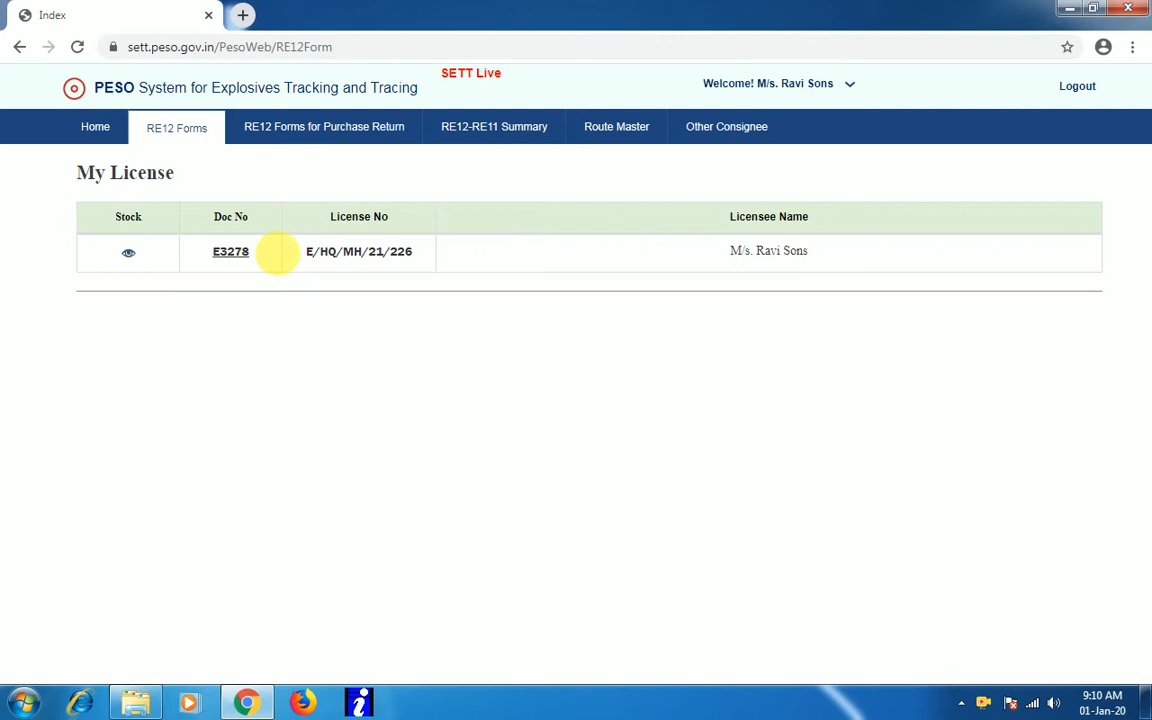 Index
sett.peso.gov.in/PesoWeb/RE12Form
SETT Live
PESO System for Explosives Tracking and Tracing
Welcome! M/s. Ravi Sons
Logout
Home RE12 Forms RE12 Forms for Purchase Return RE12-RE11 Summary Route Master Other Consignee
My License
Stock Doc No License No Licensee Name
E3278 E/HQ/MH/21/226 M/s. Ravi Sons
9:10 AM
01-Jan-20